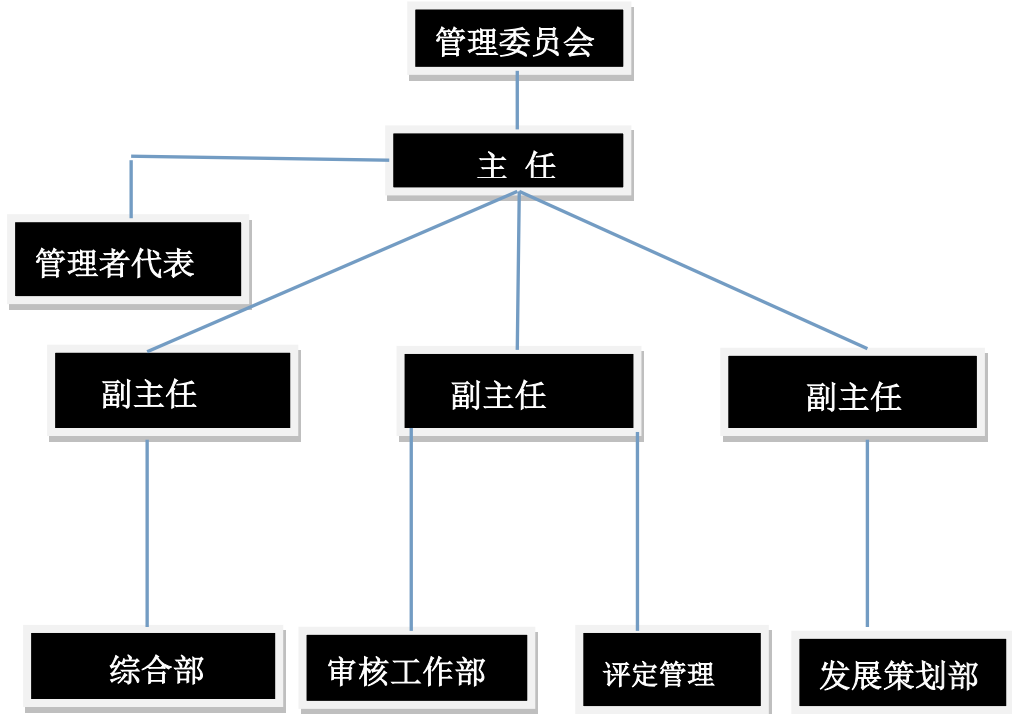 管理委员会
主 任
管理者代表
副主任
副主任
副主任
综合部
审核工作部
评定管理
发展策划部